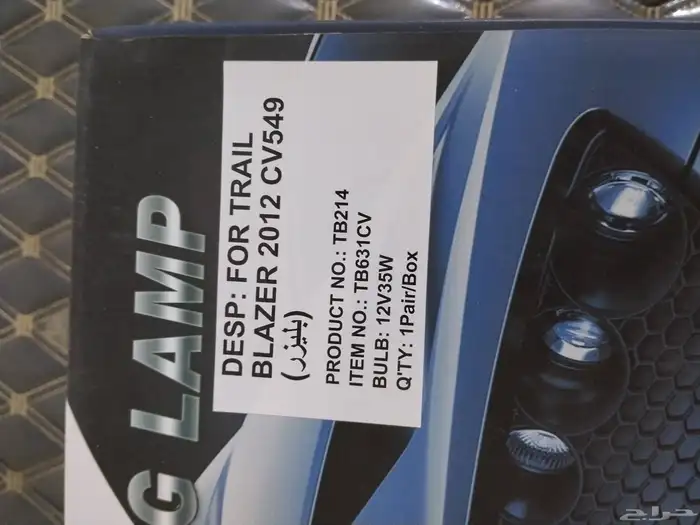 G LAMP
DESP: FOR TRAIL
BLAZER 2012 CV549
(بليزر)
PRODUCT NO.: TB214
ITEM NO.: TB631CV
BULB: 12V35W
Q'TY: 1Pair/Box
حراج